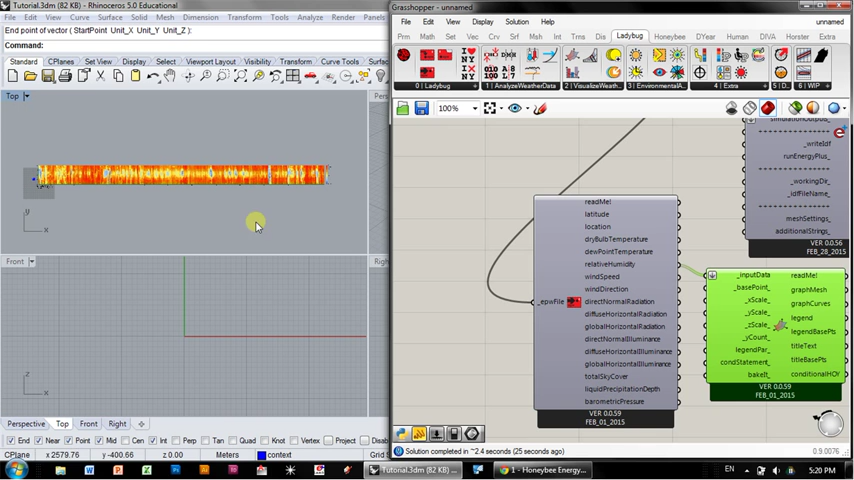 Tutorial.3dm (82 KB) - Rhinoceros 5.0 Educational
File Edit View Curve Surface Solid Mesh Dimension Transform Tools Analyze
End point of vector (StartPoint Unit_X Unit_Y Unit_Z):
Command:
Standard CPlanes Set View Display Select Viewport Layout Visibility Transform Curve Tools
Top
Front
Perspective Top Front Right
End Near Point Mid Cen Int Perp Tan Quad Knot Vertex Project Disable
CPlane x 2579.76 y -400.66 z 0.00 context
Grasshopper - unnamed
File Edit View Display Solution Help unnamed
Prm Math Set Vec Crv Srf Msh Int Trns Dis Ladybug Honeybee DYear Human DIVA Horster Extra
0 | Ladybug 1 | AnalyzeWeatherData 2 | VisualizeWeath... 3 | EnvironmentalA... 4 | Extra 5 | D... 6 | WIP
100%
_writeIdf
runEnergyPlus_
_workingDir_
_idfFileName_
meshSettings_
additionalStrings_
VER 0.0.56
FEB_28_2015
_epwFile
readMe!
latitude
location
dryBulbTemperature
dewPointTemperature
relativeHumidity
windSpeed
windDirection
directNormalRadiation
diffuseHorizontalRadiation
globalHorizontalRadiation
directNormalIlluminance
diffuseHorizontalIlluminance
globalHorizontalIlluminance
totalSkyCover
liquidPrecipitationDepth
barometricPressure
VER 0.0.59
FEB_01_2015
_inputData readMe!
_basePoint_ graphMesh
_xScale_ graphCurves
_yScale_ legend
_zScale_ legendBasePts
_yCount_ titleText
legendPar_ titleBasePts
condStatement_ conditionalHOY
bakeIt_
VER 0.0.59
FEB_01_2015
Solution completed in ~2.4 seconds (25 seconds ago)
0.9.0076
Tutorial.3dm (82 KB) ... 1 - Honeybee Energy... EN 5:20 PM